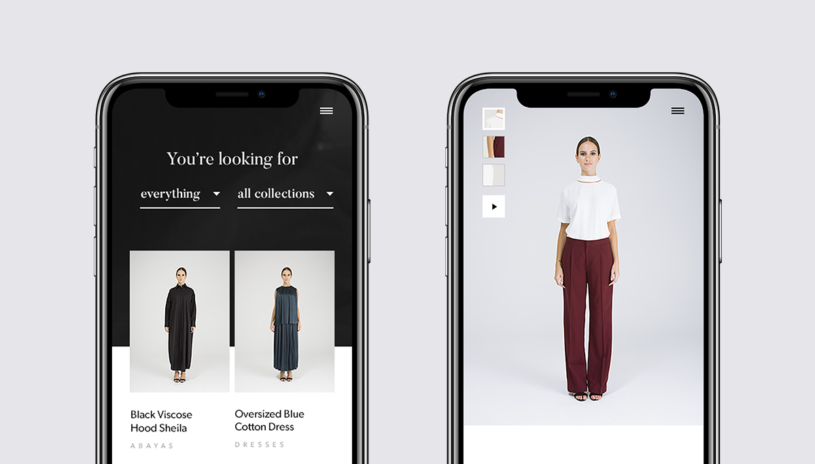 You're looking for
everything
all collections
Black Viscose
Hood Sheila
ABAYAS
Oversized Blue
Cotton Dress
DRESSES